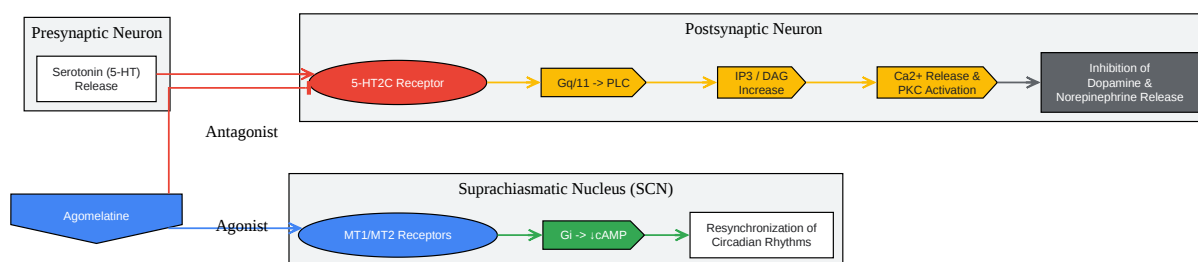 Presynaptic Neuron
Serotonin (5-HT)
Release
Postsynaptic Neuron
5-HT2C Receptor
Gq/11 -> PLC
IP3 / DAG
Increase
Ca2+ Release &
PKC Activation
Inhibition of
Dopamine &
Norepinephrine Release
Antagonist
Agomelatine
Agonist
Suprachiasmatic Nucleus (SCN)
MT1/MT2 Receptors
Gi -> ↓cAMP
Resynchronization of
Circadian Rhythms